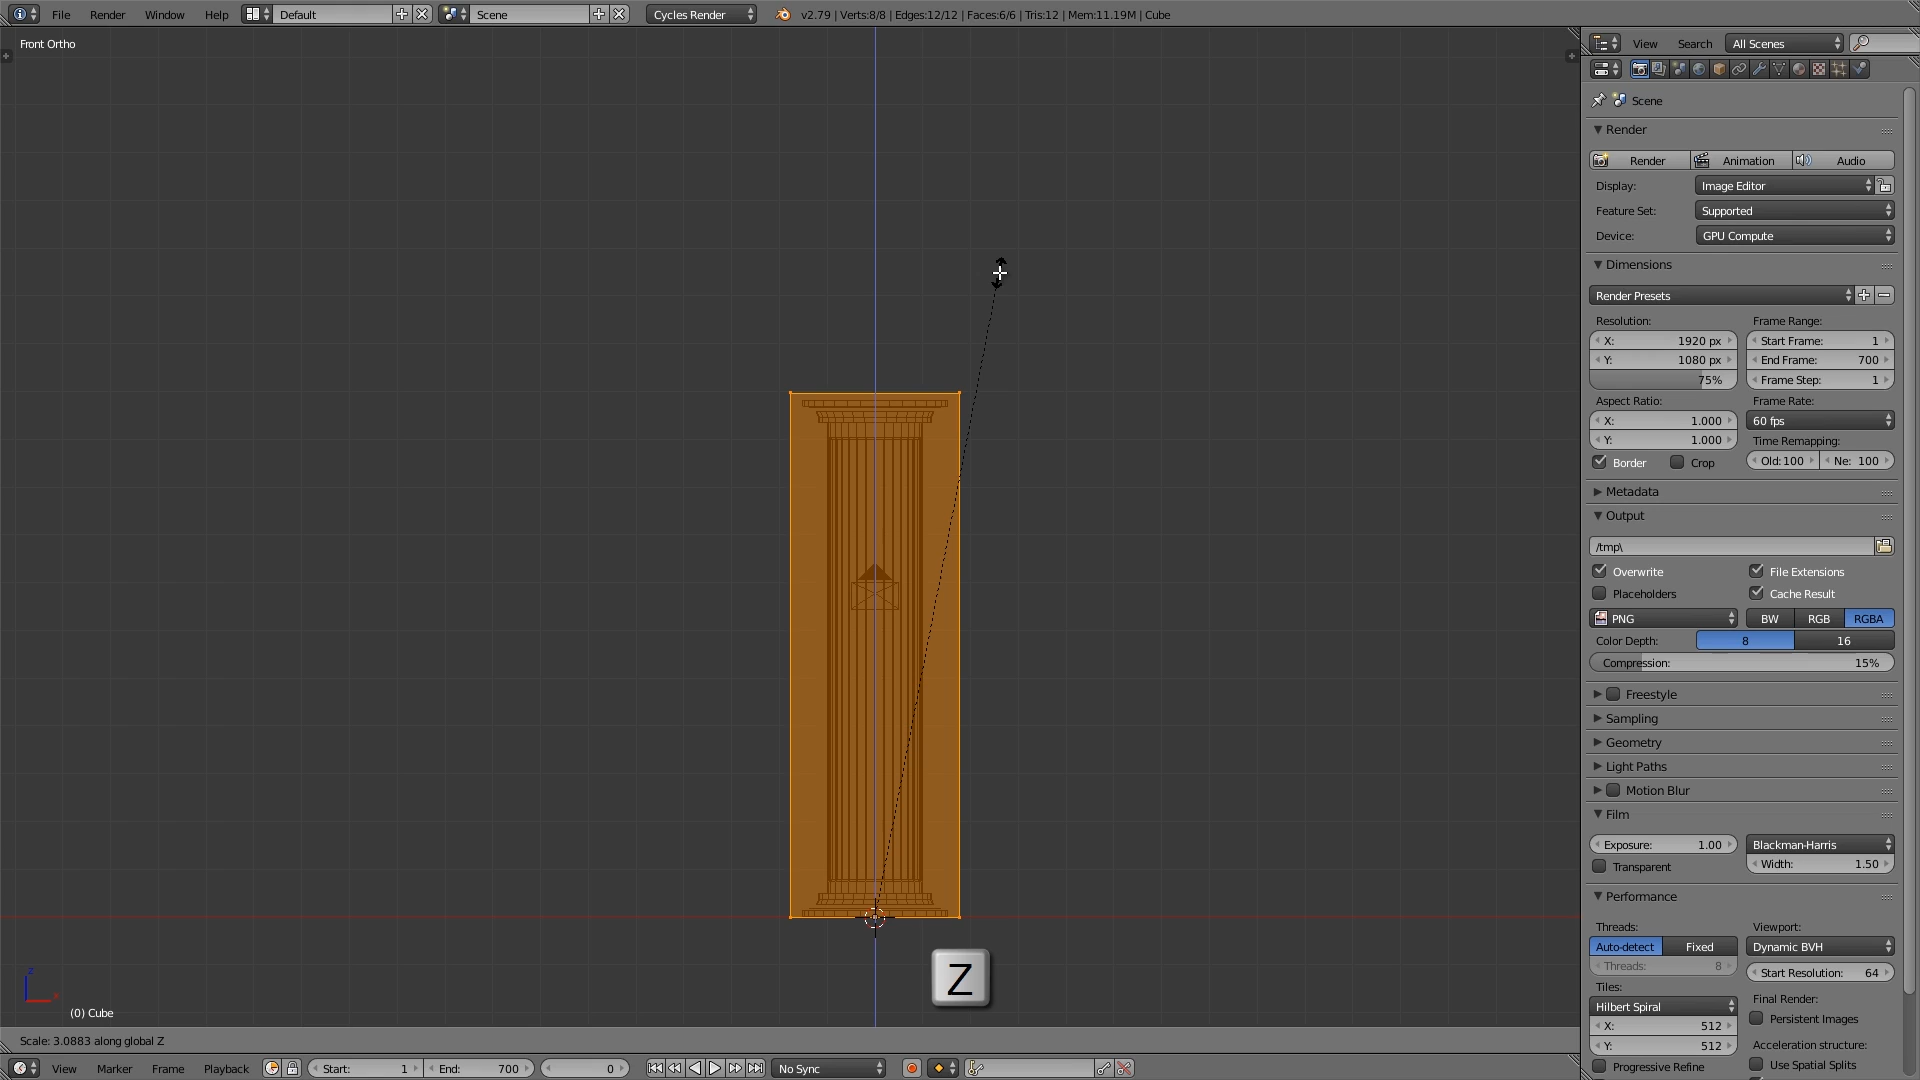 File Render Window Help Default Scene Cycles Render v2.79 | Verts:8/8 | Edges:12/12 | Faces:6/6 | Tris:12 | Mem:11.19M | Cube
Front Ortho
View Search All Scenes
Scene
Render
Render Animation Audio
Display: Image Editor
Feature Set: Supported
Device: GPU Compute
Dimensions
Render Presets
Resolution: Frame Range:
X: 1920 px Start Frame: 1
Y: 1080 px End Frame: 700
75% Frame Step: 1
Aspect Ratio: Frame Rate:
X: 1.000 60 fps
Y: 1.000 Time Remapping:
Border Crop Old: 100 Ne: 100
Metadata
Output
/tmp\
Overwrite File Extensions
Placeholders Cache Result
PNG BW RGB RGBA
Color Depth: 8 16
Compression: 15%
Freestyle
Sampling
Geometry
Light Paths
Motion Blur
Film
Exposure: 1.00 Blackman-Harris
Transparent Width: 1.50
Performance
Threads: Viewport:
Auto-detect Fixed Dynamic BVH
Threads: 8 Start Resolution: 64
Tiles: Final Render:
Hilbert Spiral Persistent Images
X: 512
Y: 512 Acceleration structure:
Progressive Refine Use Spatial Splits
z
x
Z
(0) Cube
Scale: 3.0883 along global Z
View Marker Frame Playback Start: 1 End: 700 0 No Sync